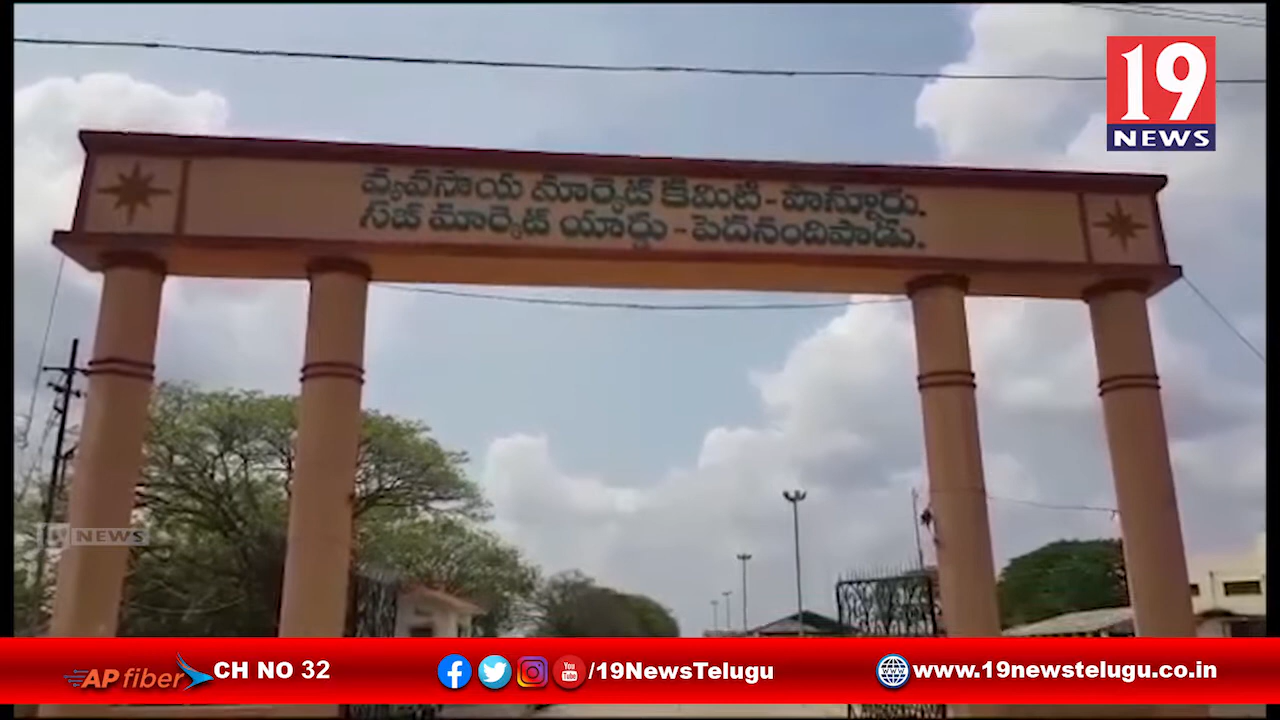 19
NEWS
వ్యవసాయ మార్కెట్ కమిటి - పొన్నూరు.
సబ్ మార్కెట్ యార్డు - పెదనందిపాడు.
NEWS
AP fiber CH NO 32
/19NewsTelugu
www.19newstelugu.co.in